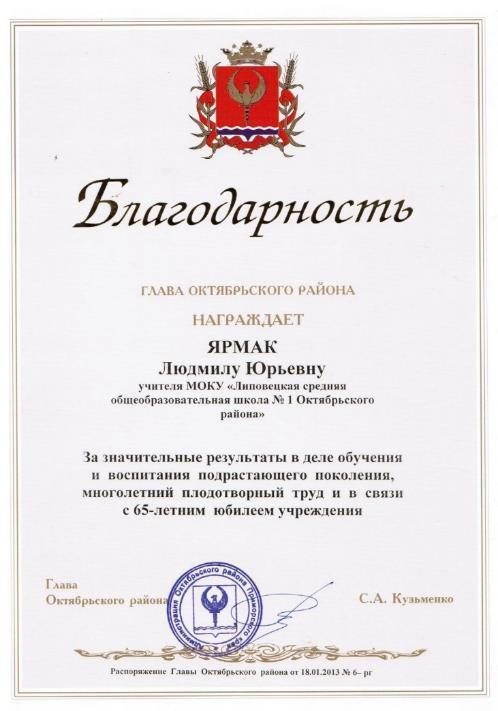 Благодарность
ГЛАВА ОКТЯБРЬСКОГО РАЙОНА
НАГРАЖДАЕТ
ЯРМАК
Людмилу Юрьевну
учителя МОКУ «Липовецкая средняя
общеобразовательная школа № 1 Октябрьского
района»
За значительные результаты в деле обучения
и воспитания подрастающего поколения,
многолетний плодотворный труд и в связи
с 65-летним юбилеем учреждения
Глава
Октябрьского района
С.А. Кузьменко
Администрация Октябрьского района Приморского края
Распоряжение Главы Октябрьского района от 18.01.2013 № 6– рг